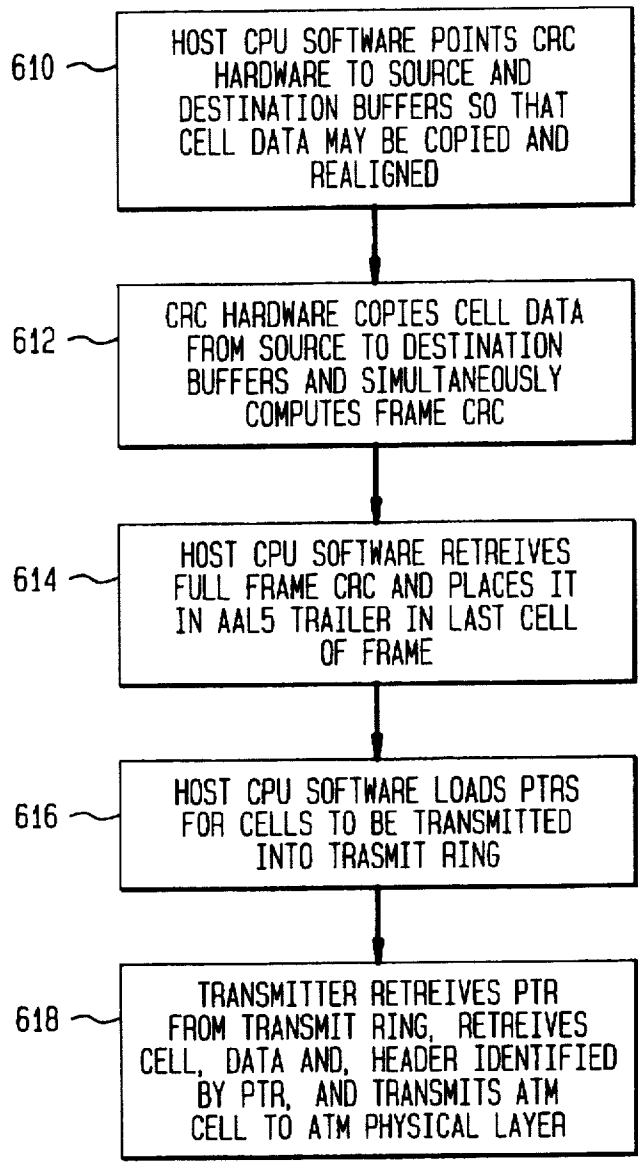 610
HOST CPU SOFTWARE POINTS CRC
HARDWARE TO SOURCE AND
DESTINATION BUFFERS SO THAT
CELL DATA MAY BE COPIED AND
REALIGNED
612
CRC HARDWARE COPIES CELL DATA
FROM SOURCE TO DESTINATION
BUFFERS AND SIMULTANEOUSLY
COMPUTES FRAME CRC
614
HOST CPU SOFTWARE RETREIVES
FULL FRAME CRC AND PLACES IT
IN AAL5 TRAILER IN LAST CELL
OF FRAME
616
HOST CPU SOFTWARE LOADS PTRS
FOR CELLS TO BE TRANSMITTED
INTO TRASMIT RING
618
TRANSMITTER RETREIVES PTR
FROM TRANSMIT RING, RETREIVES
CELL, DATA AND, HEADER IDENTIFIED
BY PTR, AND TRANSMITS ATM
CELL TO ATM PHYSICAL LAYER